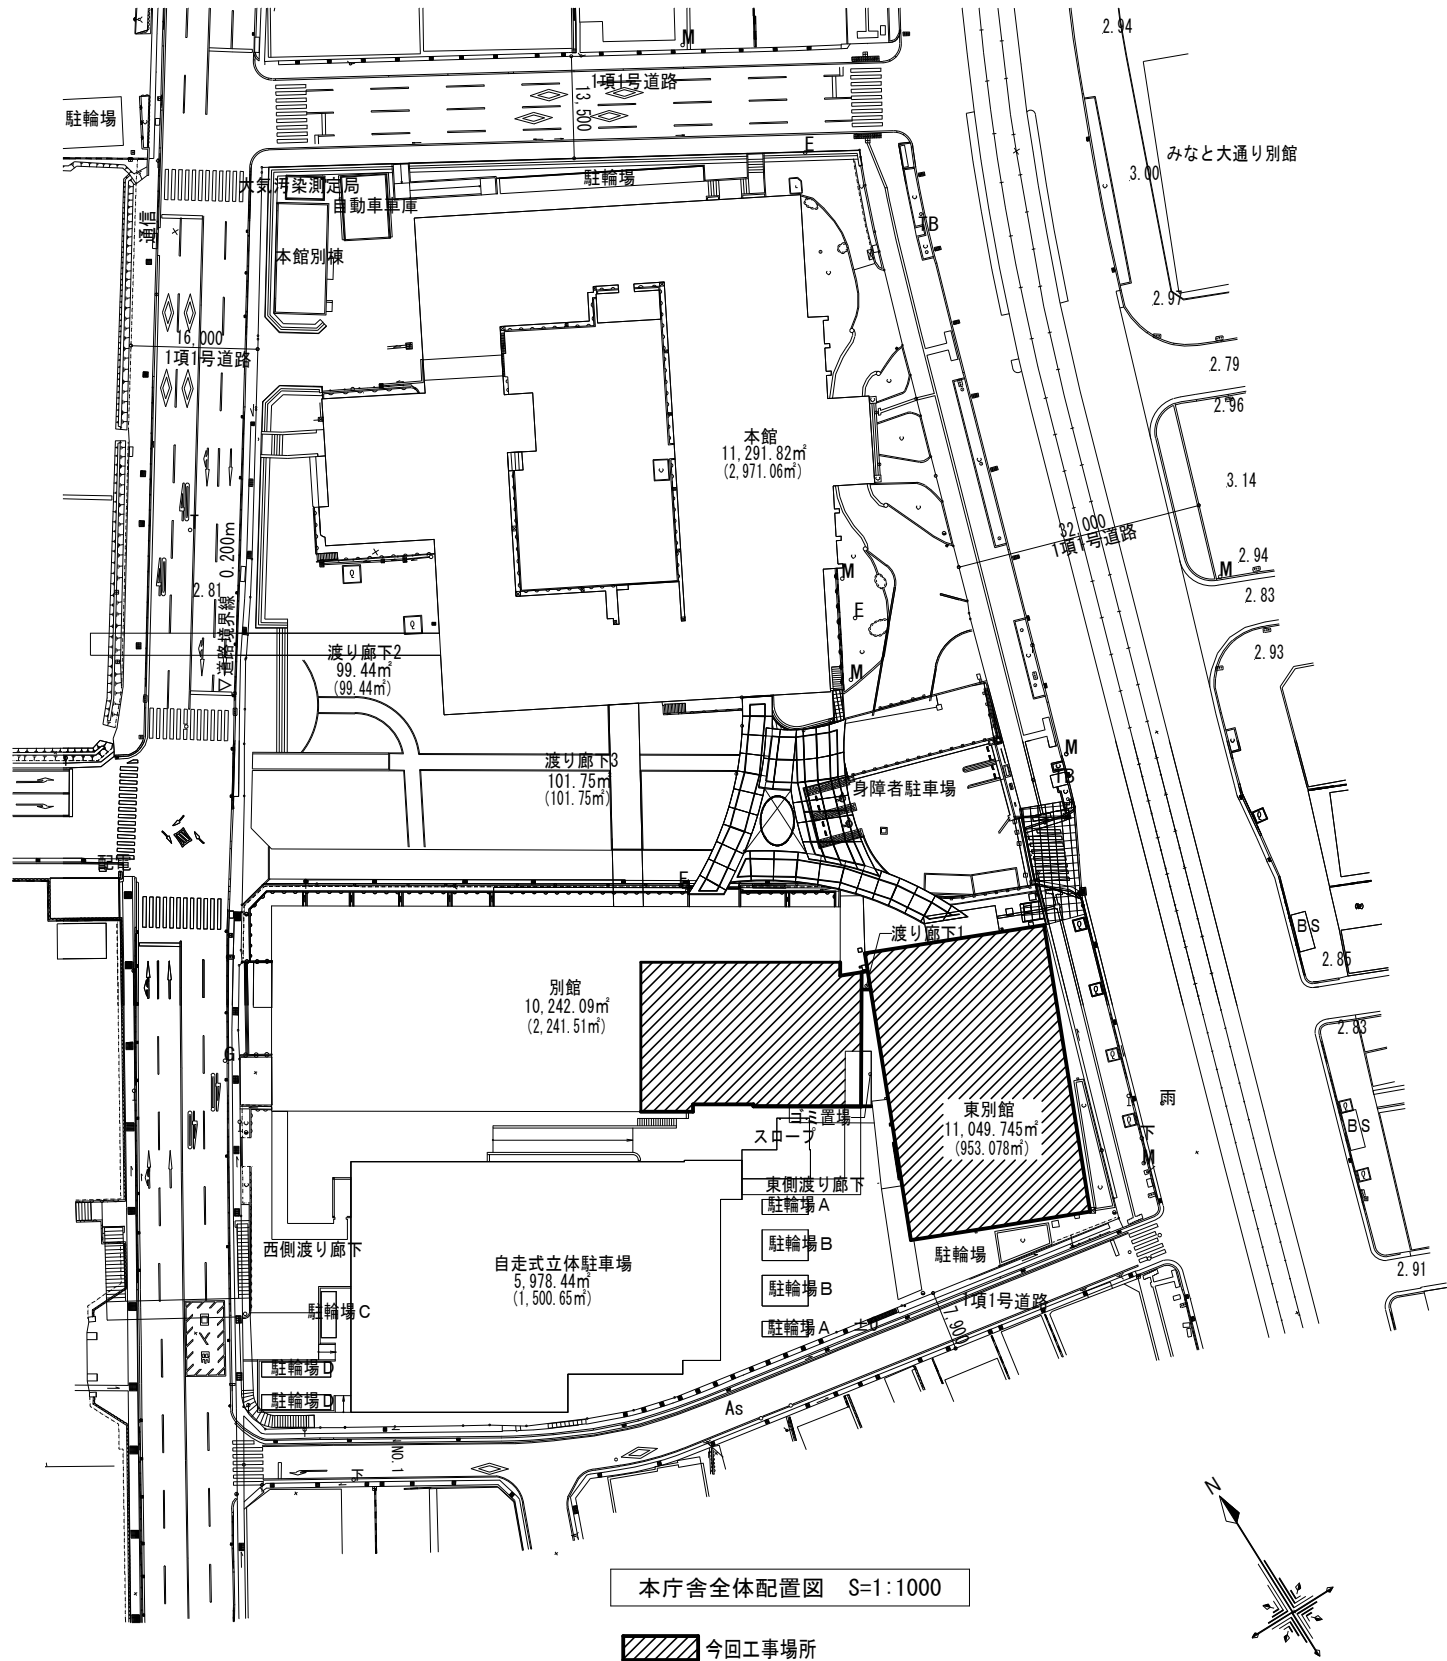 M
2.94
1項1号道路
13,500
駐輪場
みなと大通り別館
3.00
E
大気汚染測定局
駐輪場
自動車車庫
通信
TB
本館別棟
2.97
16,000
1項1号道路
2.79
2.96
本館
11,291.82㎡
(2,971.06㎡)
3.14
32,000
1項1号道路
2.94
M
2.83
M
E
2.81
▽道路境界線 0.200m
渡り廊下2
99.44㎡
(99.44㎡)
2.93
M
M
渡り廊下3
101.75㎡
(101.75㎡)
TB
身障者駐車場
E
渡り廊下1
BS
2.85
別館
10,242.09㎡
(2,241.51㎡)
2.83
G
雨
ゴミ置場
スロープ
東別館
11,049.745㎡
(953.078㎡)
BS
下
M
東側渡り廊下
駐輪場A
駐輪場B
西側渡り廊下
駐輪場
自走式立体駐車場
5,978.44㎡
(1,500.65㎡)
2.91
駐輪場B
駐輪場C
1項1号道路
駐輪場A
駐輪場D
駐輪場D
As
NO.1
下
N
本庁舎全体配置図 S=1:1000
今回工事場所